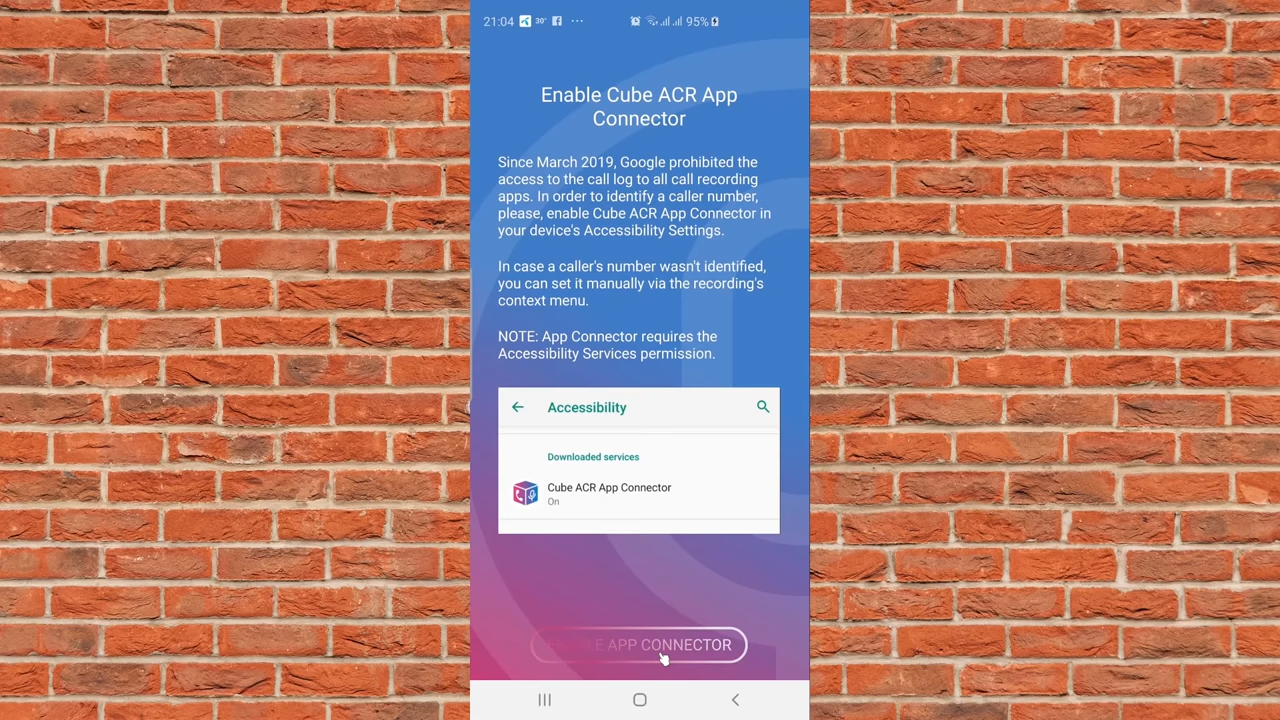 21:04 30° 95%
Enable Cube ACR App
Connector
Since March 2019, Google prohibited the
access to the call log to all call recording
apps. In order to identify a caller number,
please, enable Cube ACR App Connector in
your device's Accessibility Settings.
In case a caller's number wasn't identified,
you can set it manually via the recording's
context menu.
NOTE: App Connector requires the
Accessibility Services permission.
Accessibility
Downloaded services
Cube ACR App Connector
On
APP CONNECTOR